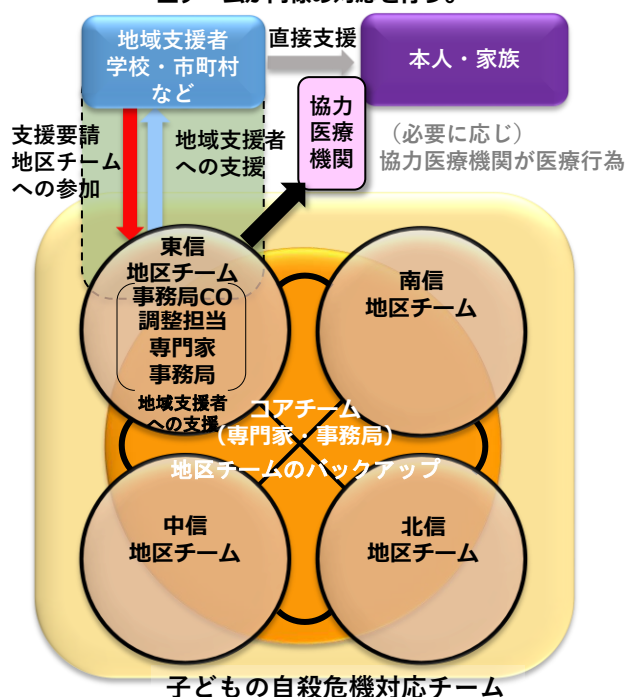 地域支援者
学校・市町村
など
直接支援
本人・家族
協力
医療
機関
（必要に応じ）
協力医療機関が医療行為
支援要請
地区チーム
への参加
地域支援者
への支援
東信
地区チーム
事務局CO
調整担当
専門家
事務局
地域支援者
への支援
南信
地区チーム
コアチーム
（専門家・事務局）
地区チームのバックアップ
中信
地区チーム
北信
地区チーム
子どもの自殺危機対応チーム